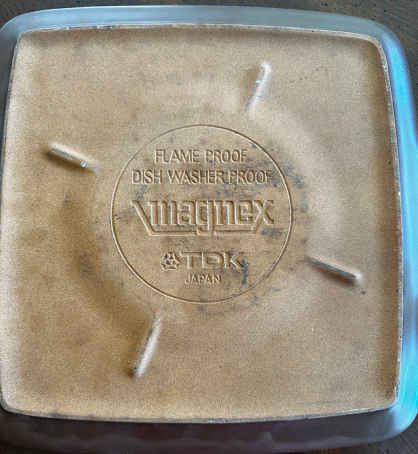 FLAME PROOF
DISH WASHER PROOF
magnex
TDK
JAPAN